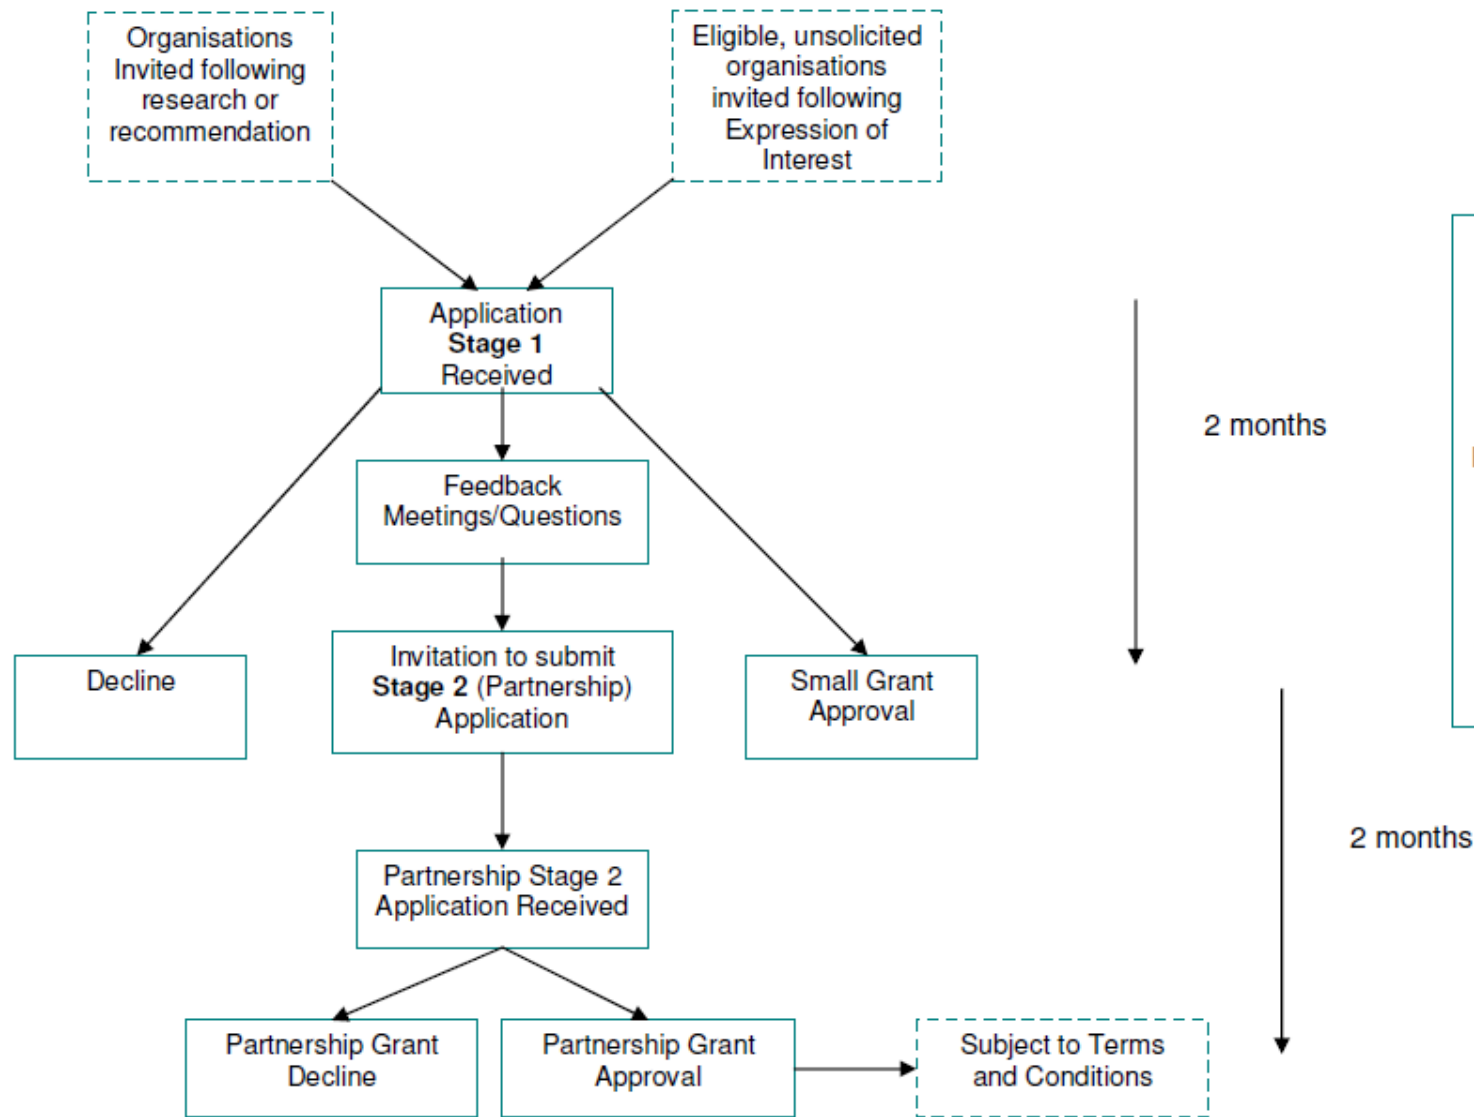 Organisations
Invited following
research or
recommendation
Eligible, unsolicited
organisations
invited following
Expression of
Interest
Application
Stage 1
Received
2 months
Feedback
Meetings/Questions
Decline
Invitation to submit
Stage 2 (Partnership)
Application
Small Grant
Approval
2 months
Partnership Stage 2
Application Received
Partnership Grant
Decline
Partnership Grant
Approval
Subject to Terms
and Conditions